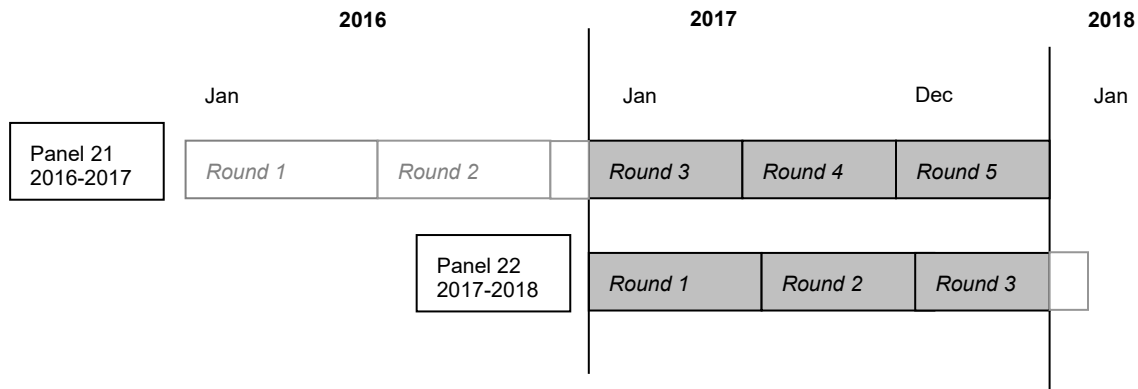 2016 2017 2018
Jan Jan Dec Jan
Panel 21
2016-2017
Round 1 Round 2 Round 3 Round 4 Round 5
Panel 22
2017-2018
Round 1 Round 2 Round 3